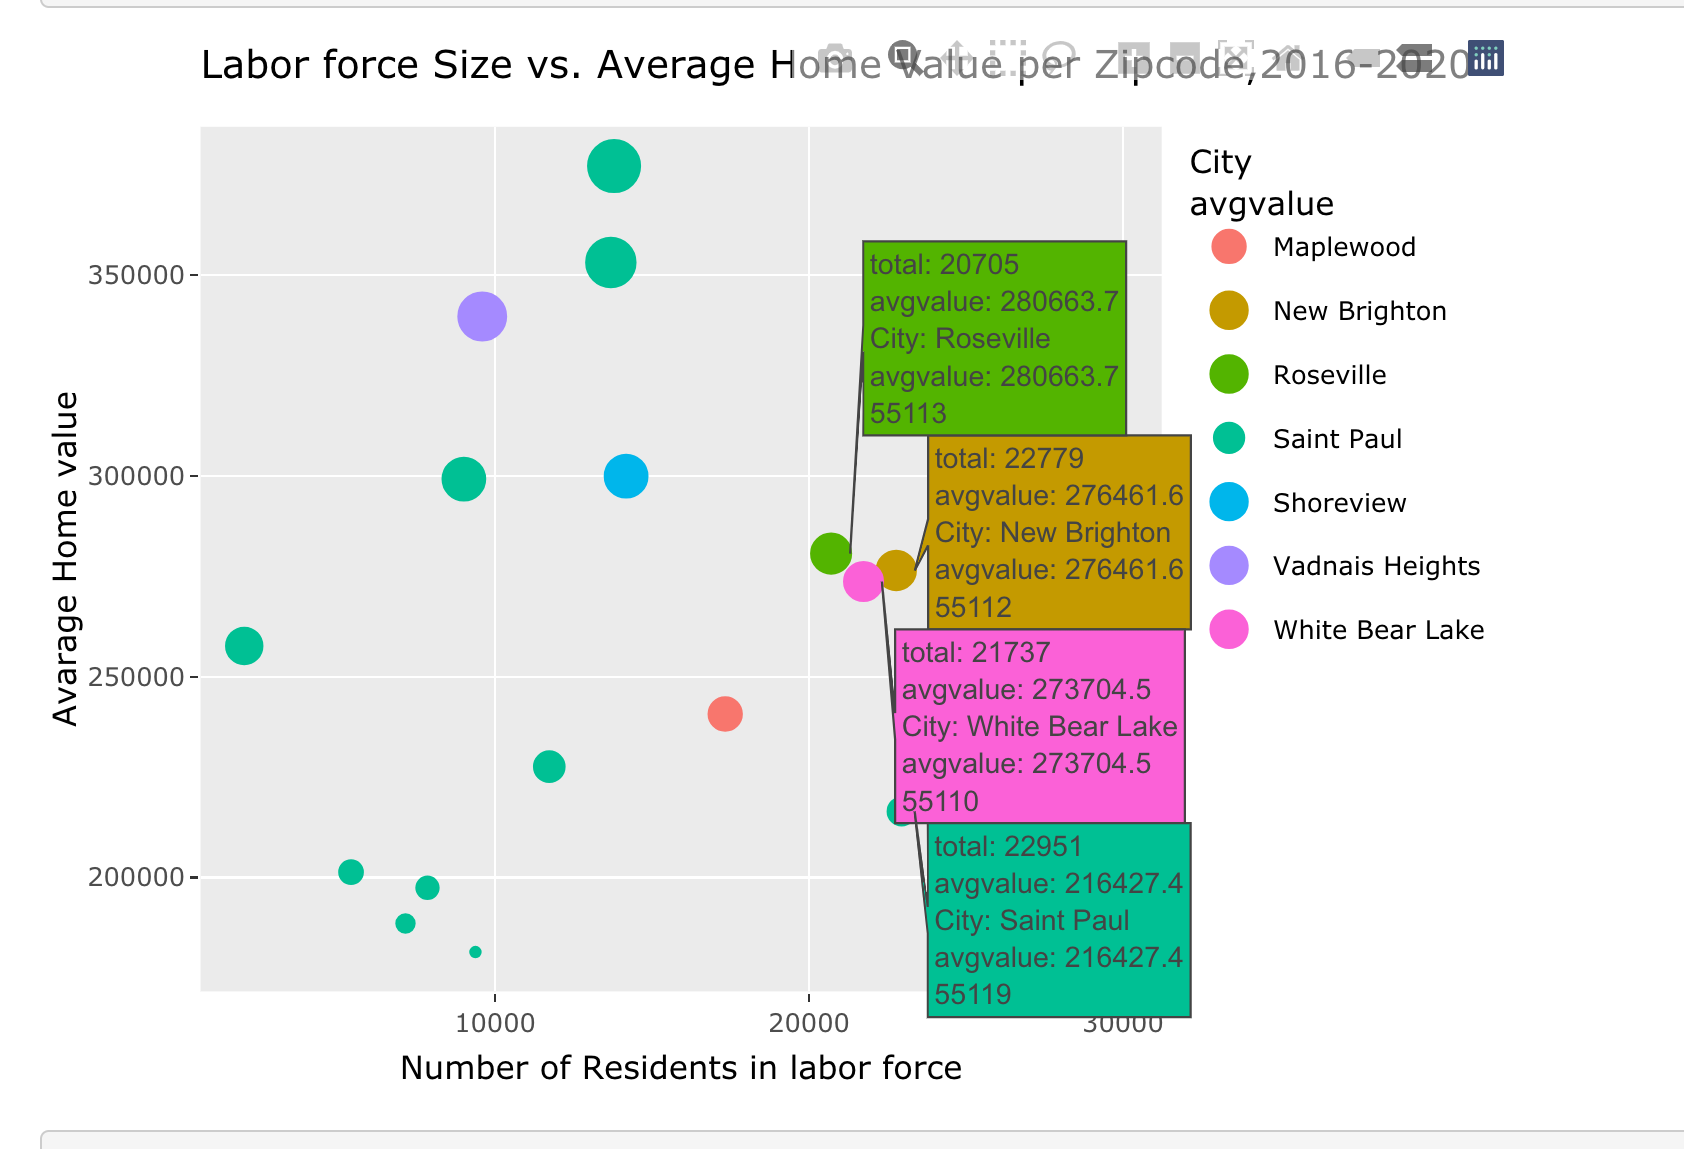 Labor force Size vs. Average Home Value per Zipcode,2016-2020
City
avgvalue
Maplewood
New Brighton
Roseville
Saint Paul
Shoreview
Vadnais Heights
White Bear Lake
Avarage Home value
350000
300000
250000
200000
total: 20705
avgvalue: 280663.7
City: Roseville
avgvalue: 280663.7
55113
total: 22779
avgvalue: 276461.6
City: New Brighton
avgvalue: 276461.6
55112
total: 21737
avgvalue: 273704.5
City: White Bear Lake
avgvalue: 273704.5
55110
total: 22951
avgvalue: 216427.4
City: Saint Paul
avgvalue: 216427.4
55119
10000
20000
30000
Number of Residents in labor force